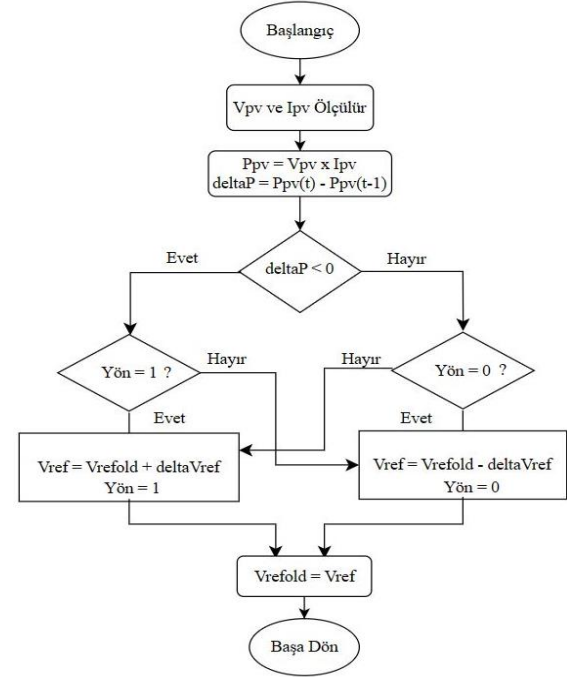 Başlangıç
Vpv ve Ipv Ölçülür
Ppv = Vpv x Ipv
deltaP = Ppv(t) - Ppv(t-1)
Evet
deltaP < 0
Hayır
Yön = 1 ?
Hayır
Hayır
Yön = 0 ?
Evet
Evet
Vref = Vrefold + deltaVref
Yön = 1
Vref = Vrefold - deltaVref
Yön = 0
Vrefold = Vref
Başa Dön